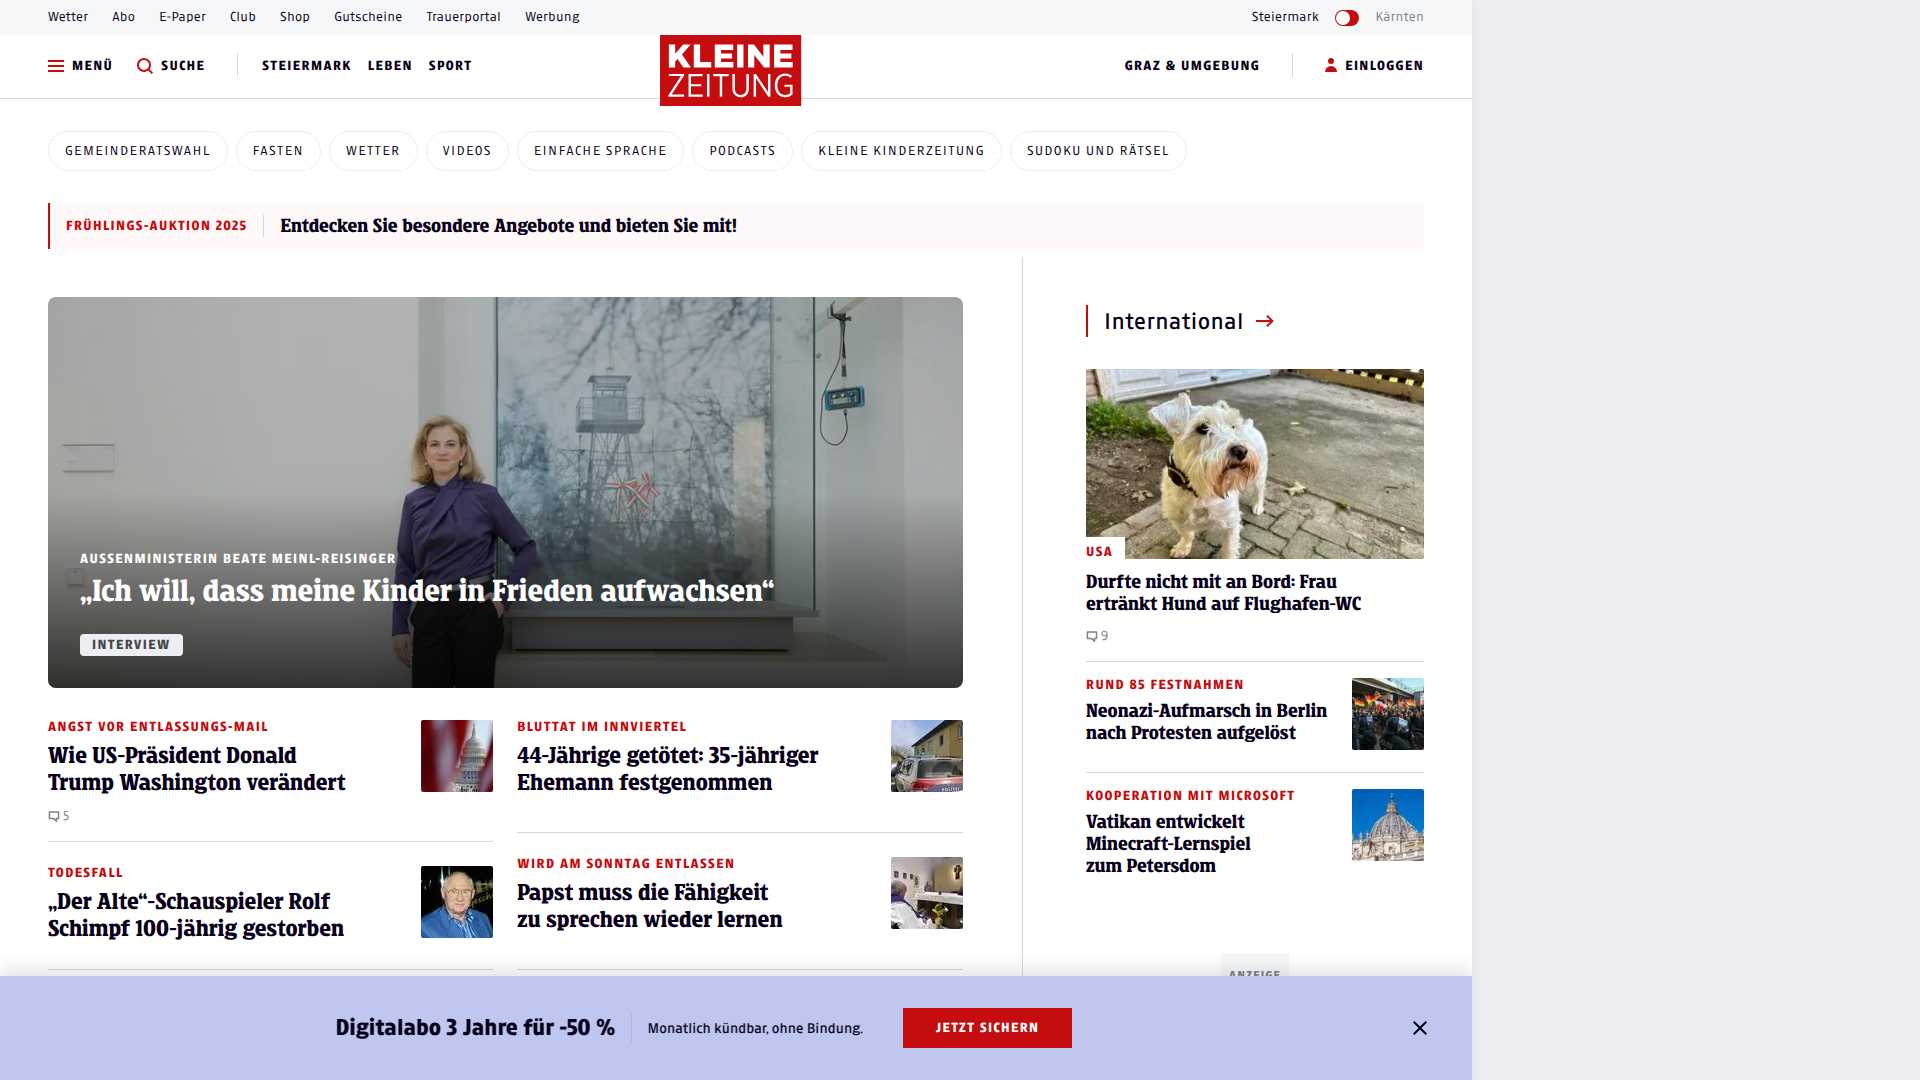 Wetter Abo E-Paper Club Shop Gutscheine Trauerportal Werbung Steiermark Kärnten
MENÜ SUCHE STEIERMARK LEBEN SPORT KLEINE ZEITUNG GRAZ & UMGEBUNG EINLOGGEN
GEMEINDERATSWAHL FASTEN WETTER VIDEOS EINFACHE SPRACHE PODCASTS KLEINE KINDERZEITUNG SUDOKU UND RÄTSEL
FRÜHLINGS-AUKTION 2025 Entdecken Sie besondere Angebote und bieten Sie mit!
AUSSENMINISTERIN BEATE MEINL-REISINGER
„Ich will, dass meine Kinder in Frieden aufwachsen“
INTERVIEW
ANGST VOR ENTLASSUNGS-MAIL
Wie US-Präsident Donald
Trump Washington verändert
5
BLUTTAT IM INNVIERTEL
44-Jährige getötet: 35-jähriger
Ehemann festgenommen
TODESFALL
„Der Alte“-Schauspieler Rolf
Schimpf 100-jährig gestorben
WIRD AM SONNTAG ENTLASSEN
Papst muss die Fähigkeit
zu sprechen wieder lernen
International
USA
Durfte nicht mit an Bord: Frau
ertränkt Hund auf Flughafen-WC
9
RUND 85 FESTNAHMEN
Neonazi-Aufmarsch in Berlin
nach Protesten aufgelöst
KOOPERATION MIT MICROSOFT
Vatikan entwickelt
Minecraft-Lernspiel
zum Petersdom
ANZEIGE
Digitalabo 3 Jahre für -50 % Monatlich kündbar, ohne Bindung. JETZT SICHERN